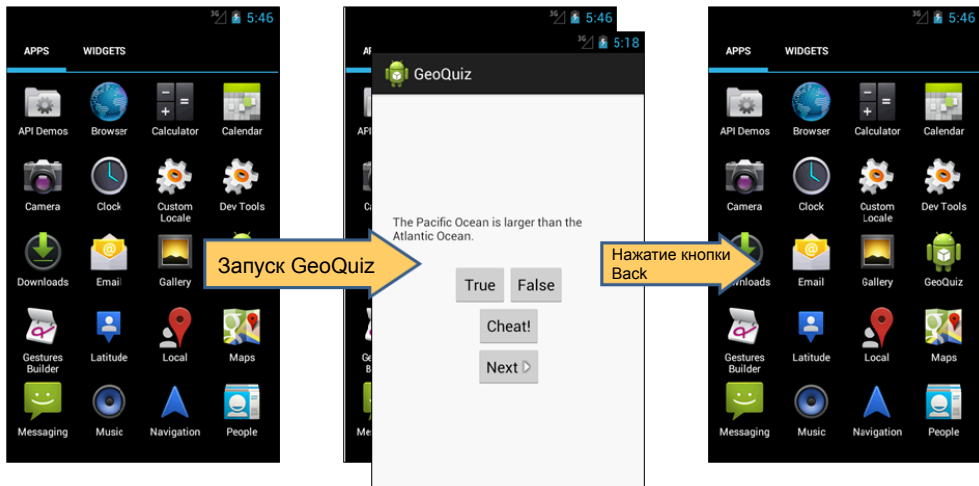 3G 5:46
APPS WIDGETS
API Demos Browser Calculator Calendar
Camera Clock Custom Locale Dev Tools
Downloads Email Gallery
Gestures Builder Latitude Local Maps
Messaging Music Navigation People
Запуск GeoQuiz
3G 5:46
3G 5:18
GeoQuiz
The Pacific Ocean is larger than the
Atlantic Ocean.
True False
Cheat!
Next
Нажатие кнопки
Back
3G 5:46
APPS WIDGETS
API Demos Browser Calculator Calendar
Camera Clock Custom Locale Dev Tools
Email Gallery GeoQuiz
Gestures Builder Latitude Local Maps
Messaging Music Navigation People